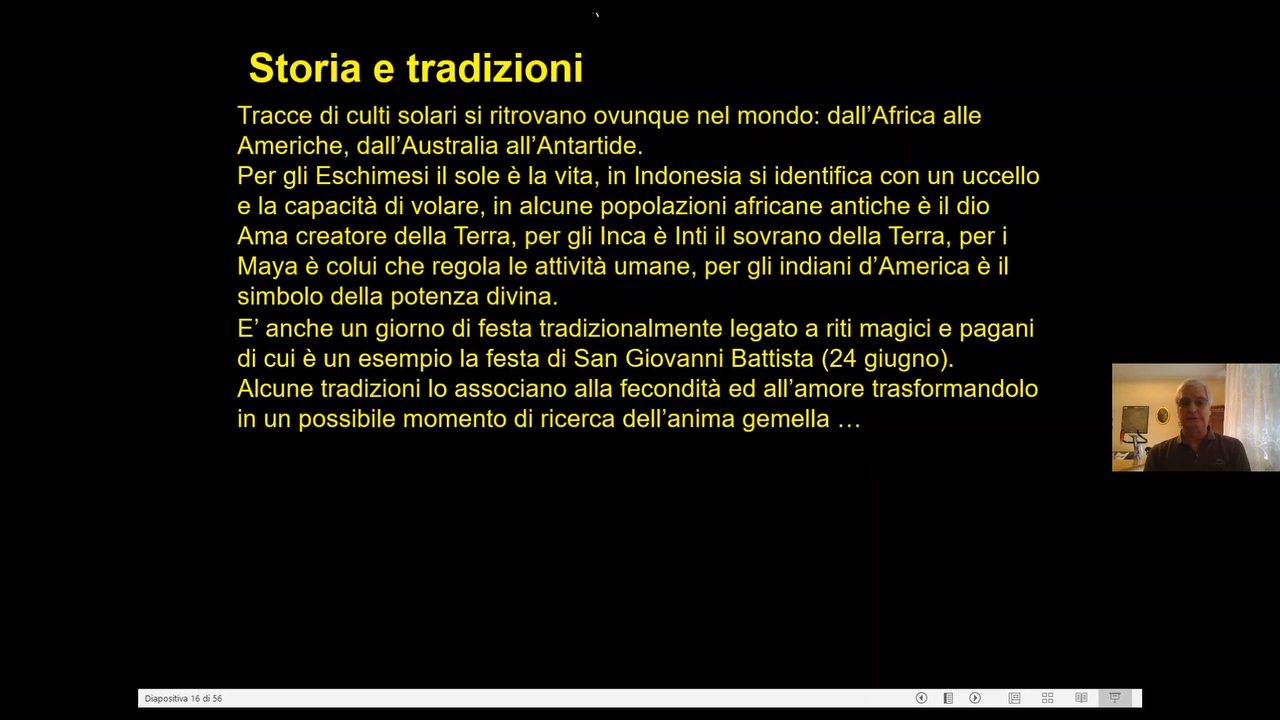 Storia e tradizioni
Tracce di culti solari si ritrovano ovunque nel mondo: dall’Africa alle
Americhe, dall’Australia all’Antartide.
Per gli Eschimesi il sole è la vita, in Indonesia si identifica con un uccello
e la capacità di volare, in alcune popolazioni africane antiche è il dio
Ama creatore della Terra, per gli Inca è Inti il sovrano della Terra, per i
Maya è colui che regola le attività umane, per gli indiani d’America è il
simbolo della potenza divina.
E’ anche un giorno di festa tradizionalmente legato a riti magici e pagani
di cui è un esempio la festa di San Giovanni Battista (24 giugno).
Alcune tradizioni lo associano alla fecondità ed all’amore trasformandolo
in un possibile momento di ricerca dell’anima gemella …
Diapositiva 16 di 56